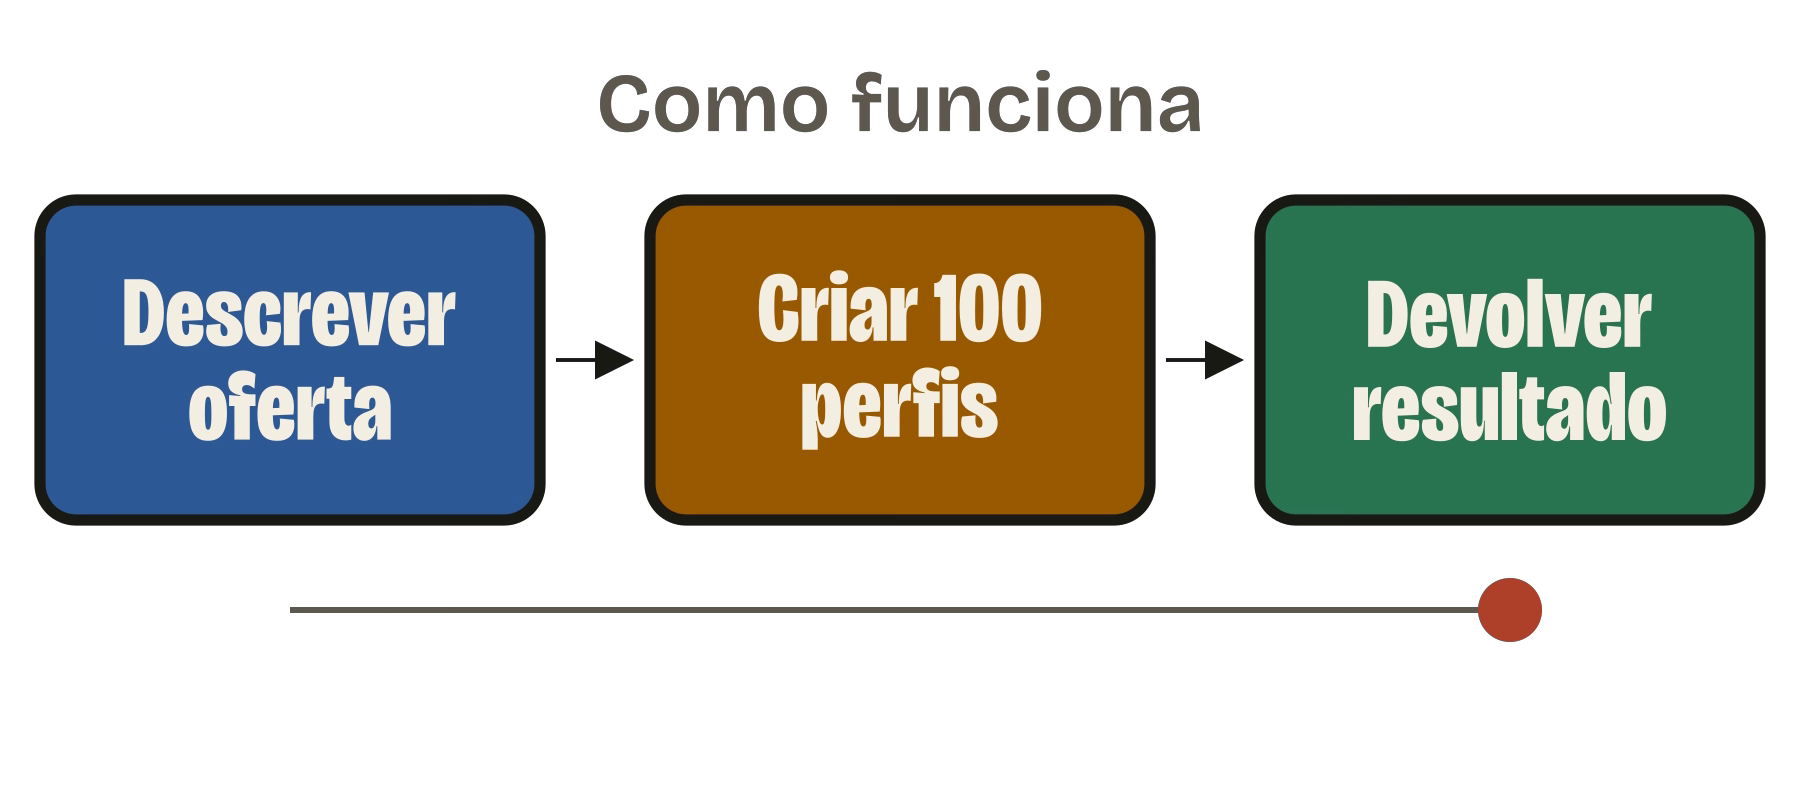 Como funciona
Descrever
oferta
Criar 100
perfis
Devolver
resultado